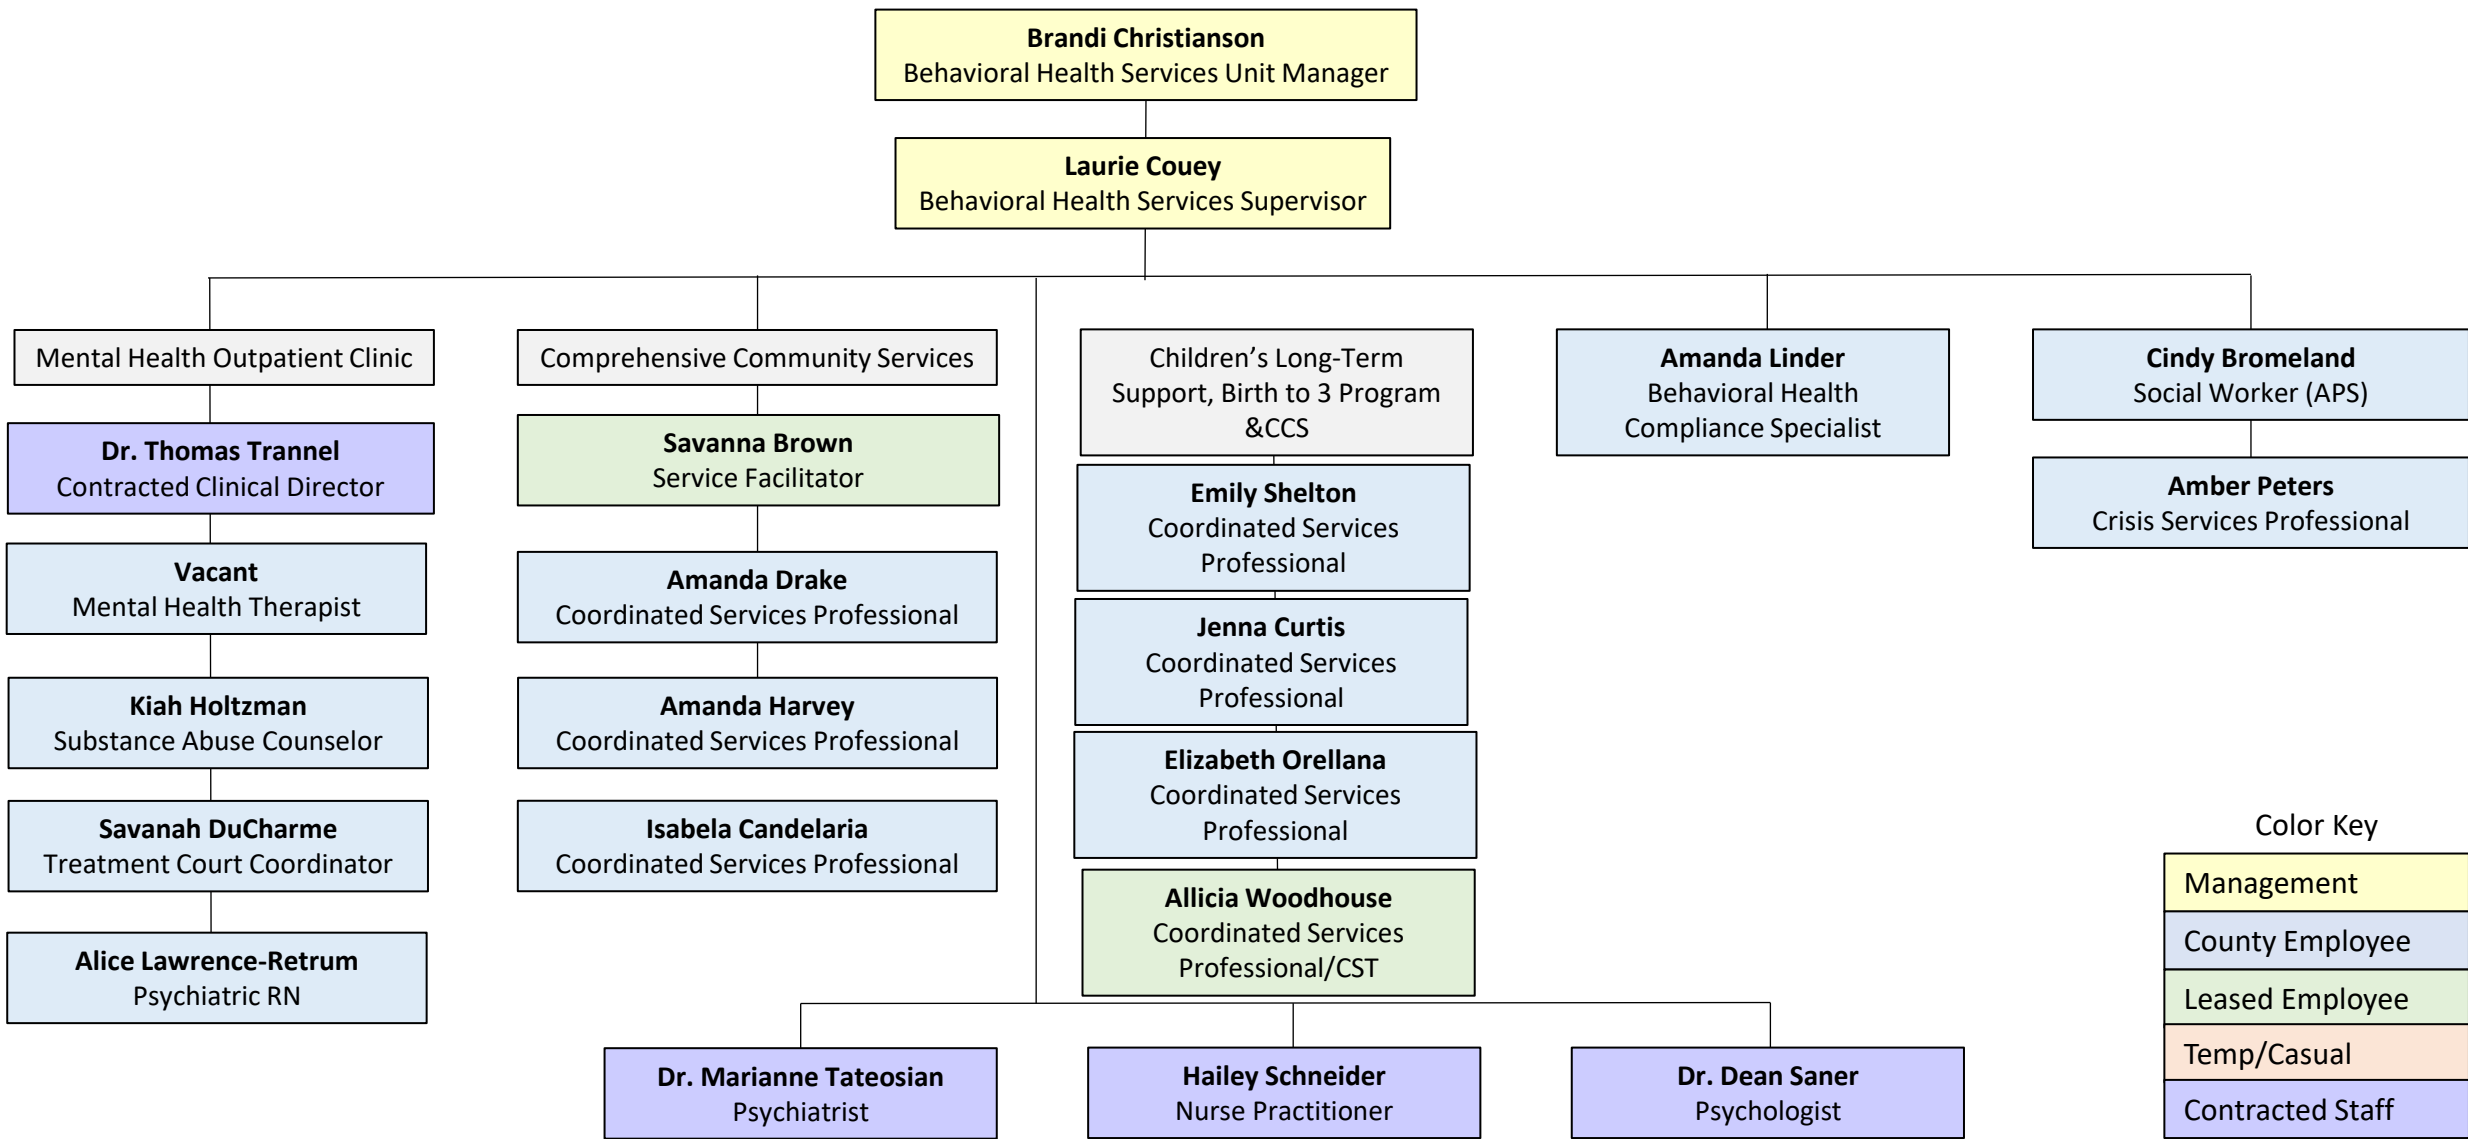 Brandi Christianson
Behavioral Health Services Unit Manager
Laurie Couey
Behavioral Health Services Supervisor
Mental Health Outpatient Clinic
Dr. Thomas Trannel
Contracted Clinical Director
Vacant
Mental Health Therapist
Kiah Holtzman
Substance Abuse Counselor
Savanah DuCharme
Treatment Court Coordinator
Alice Lawrence-Retrum
Psychiatric RN
Comprehensive Community Services
Savanna Brown
Service Facilitator
Amanda Drake
Coordinated Services Professional
Amanda Harvey
Coordinated Services Professional
Isabela Candelaria
Coordinated Services Professional
Children’s Long-Term
Support, Birth to 3 Program
&CCS
Emily Shelton
Coordinated Services
Professional
Jenna Curtis
Coordinated Services
Professional
Elizabeth Orellana
Coordinated Services
Professional
Allicia Woodhouse
Coordinated Services
Professional/CST
Amanda Linder
Behavioral Health
Compliance Specialist
Cindy Bromeland
Social Worker (APS)
Amber Peters
Crisis Services Professional
Dr. Marianne Tateosian
Psychiatrist
Hailey Schneider
Nurse Practitioner
Dr. Dean Saner
Psychologist
Color Key
Management
County Employee
Leased Employee
Temp/Casual
Contracted Staff